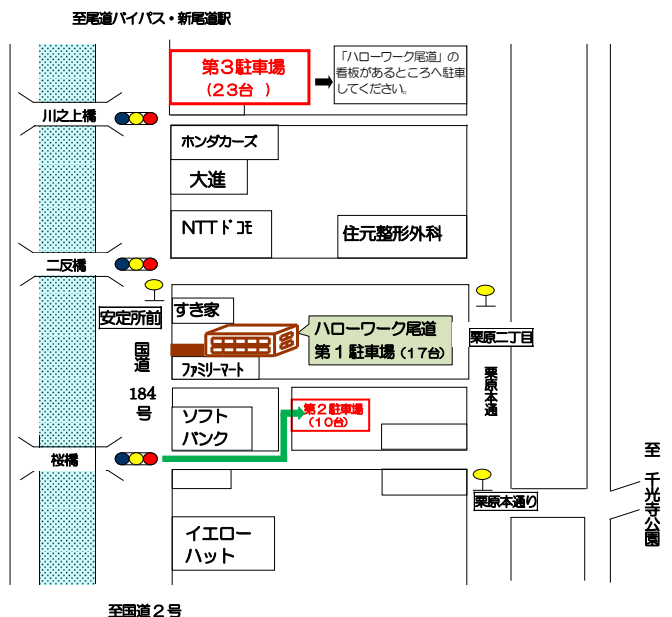 至尾道バイパス・新尾道駅
第３駐車場
（２３台　）
「ハローワーク尾道」の
看板があるところへ駐車
してください。
川之上橋
ホンダカーズ
大進
NTTﾄﾞｺﾓ
住元整形外科
二反橋
安定所前
すき家
ハローワーク尾道
第１駐車場（１７台）
栗原二丁目
国道
184
号
ﾌｧﾐﾘｰﾏｰﾄ
栗原本通
第２駐車場
（１０台）
ソフト
バンク
桜橋
至　千光寺公園
栗原本通り
イエロー
ハット
至国道２号